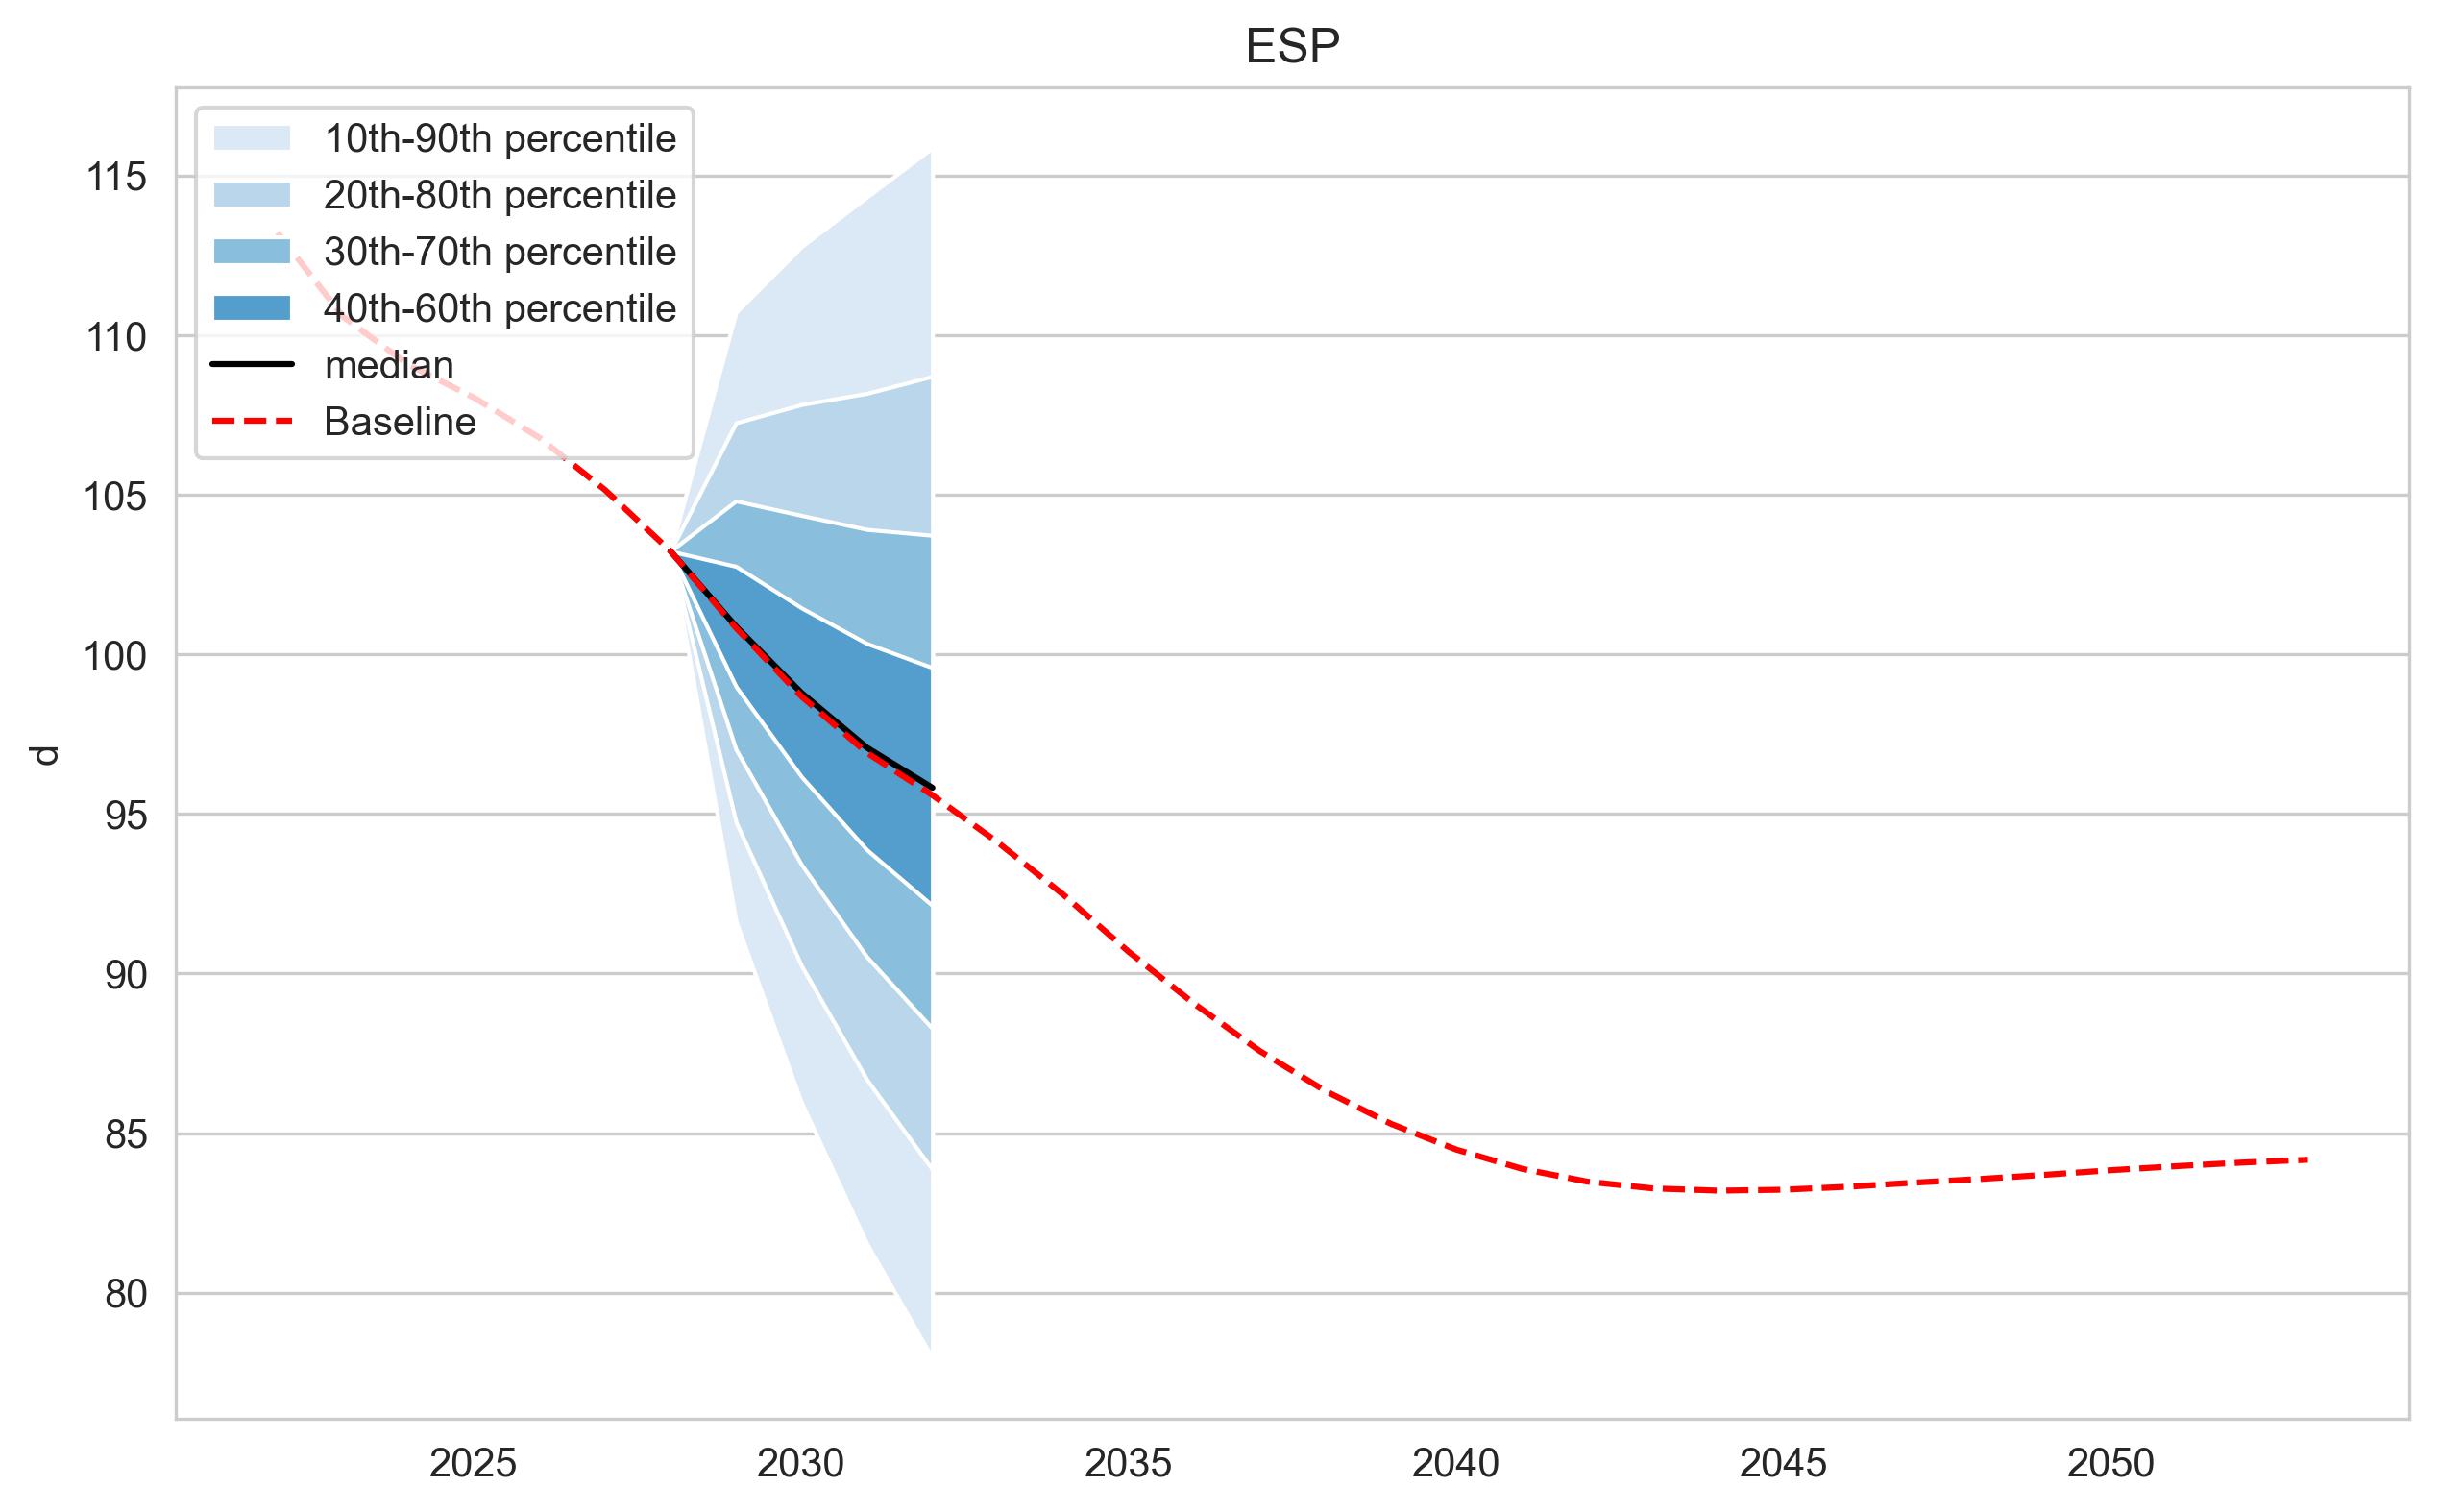 ESP
10th-90th percentile
20th-80th percentile
30th-70th percentile
40th-60th percentile
median
Baseline
115
110
105
100
95
90
85
80
d
2025 2030 2035 2040 2045 2050